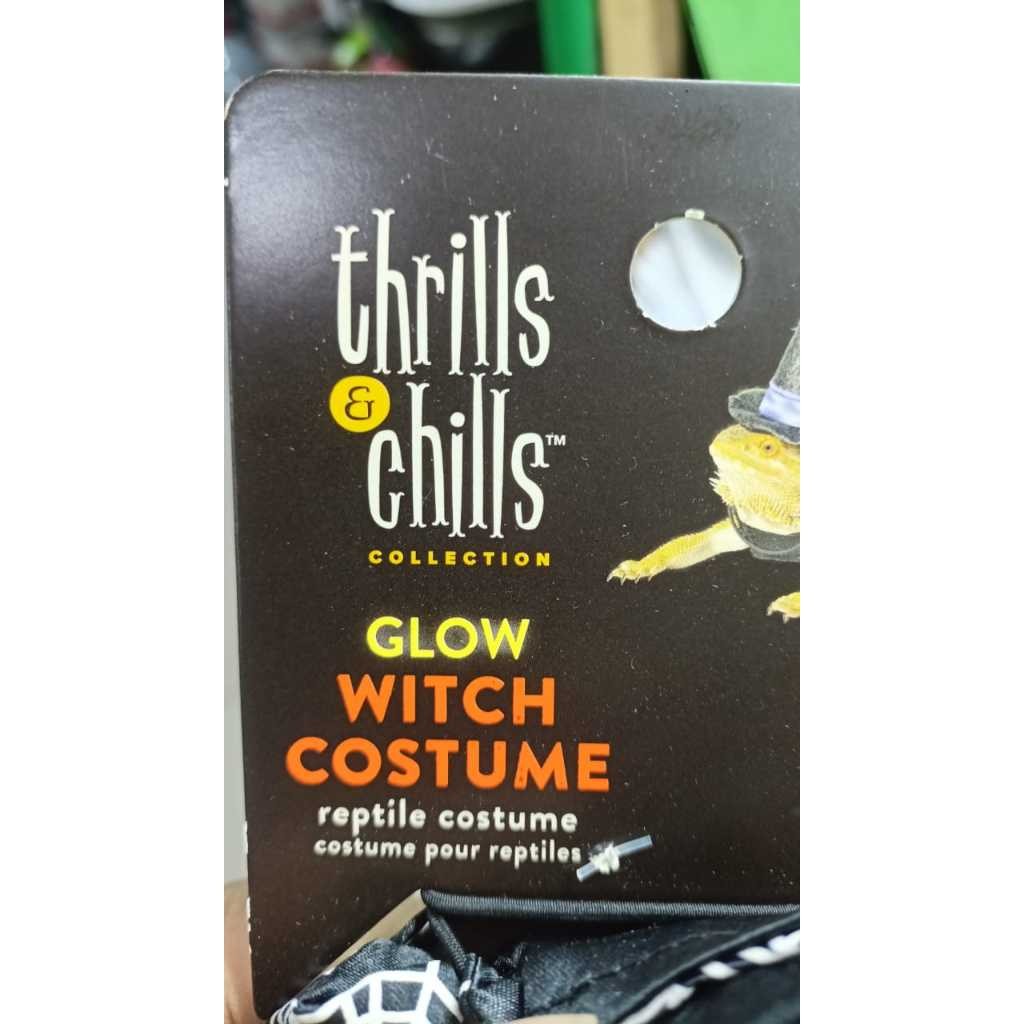 thrills
&
chills™
COLLECTION
GLOW
WITCH
COSTUME
reptile costume
costume pour reptiles